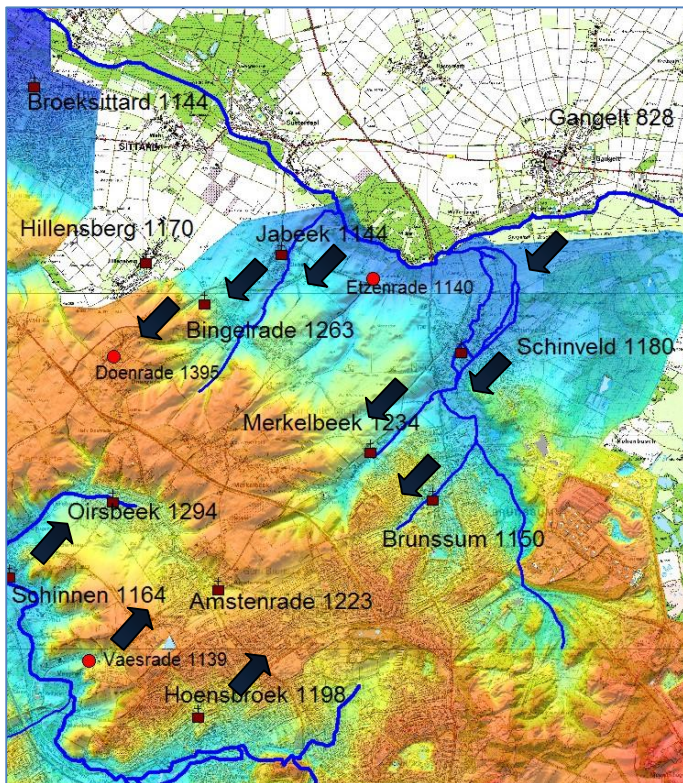 Broeksittard 1144
Gangelt 828
SITTARD
Hillensberg 1170
Jabeek 1144
Etzenrade 1140
Bingelrade 1263
Schinveld 1180
Doenrade 1395
Merkelbeek 1234
Oirsbeek 1294
Brunssum 1150
Schinnen 1164
Amstenrade 1223
Vaesrade 1139
Hoensbroek 1198